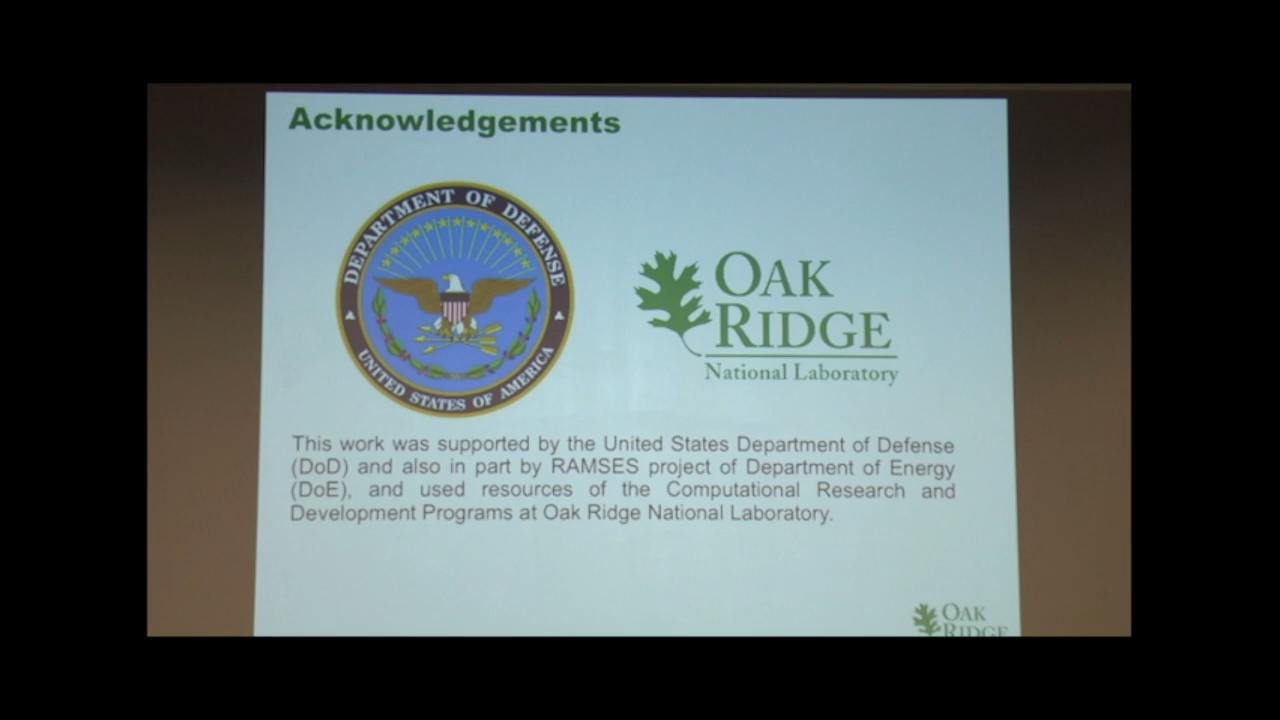 Acknowledgements
DEPARTMENT OF DEFENSE
UNITED STATES OF AMERICA
OAK
RIDGE
National Laboratory
This work was supported by the United States Department of Defense
(DoD) and also in part by RAMSES project of Department of Energy
(DoE), and used resources of the Computational Research and
Development Programs at Oak Ridge National Laboratory.
OAK
RIDGE